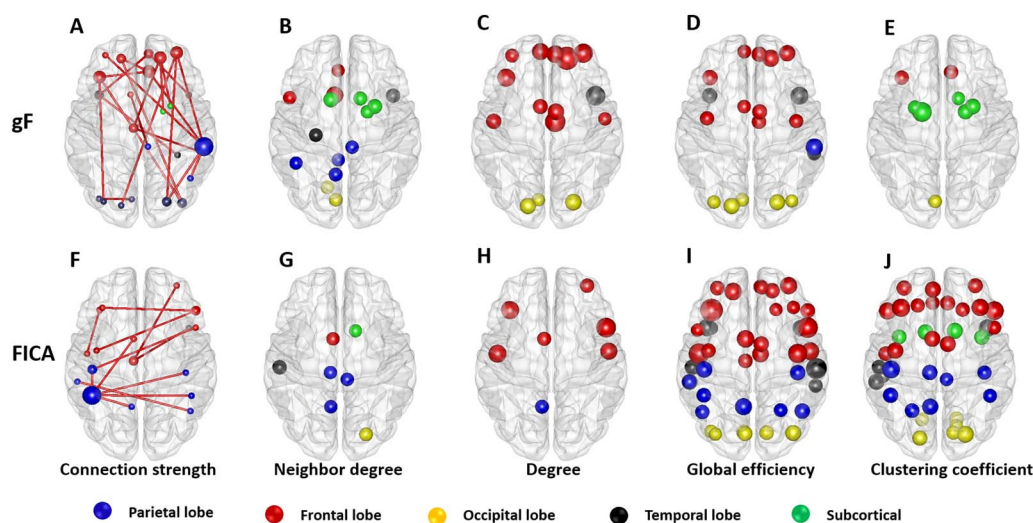 A B C D E
gF
F G H I J
FICA
Connection strength Neighbor degree Degree Global efficiency Clustering coefficient
Parietal lobe Frontal lobe Occipital lobe Temporal lobe Subcortical